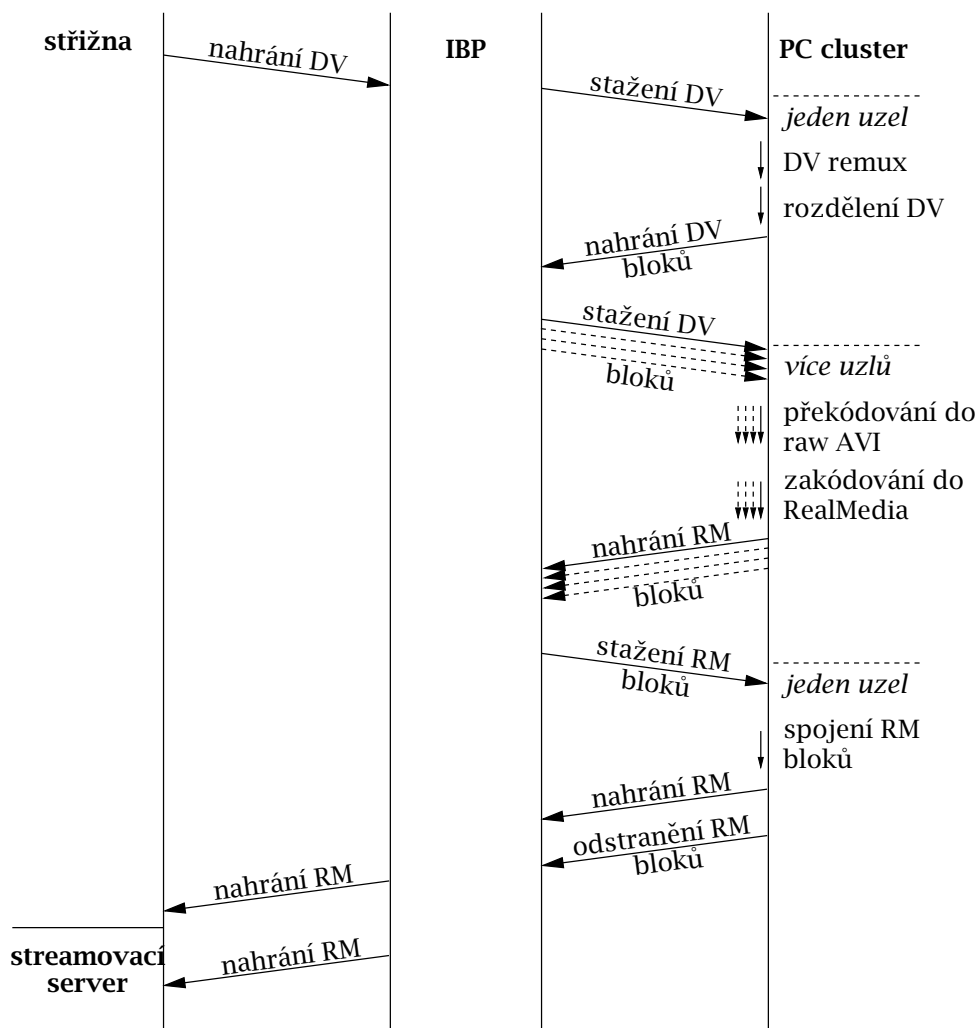 střižna
nahrání DV
IBP
PC cluster
stažení DV
jeden uzel
DV remux
rozdělení DV
nahrání DV
bloků
stažení DV
bloků
více uzlů
překódování do
raw AVI
zakódování do
RealMedia
nahrání RM
bloků
stažení RM
bloků
jeden uzel
spojení RM
bloků
nahrání RM
odstranění RM
bloků
nahrání RM
streamovací
server
nahrání RM